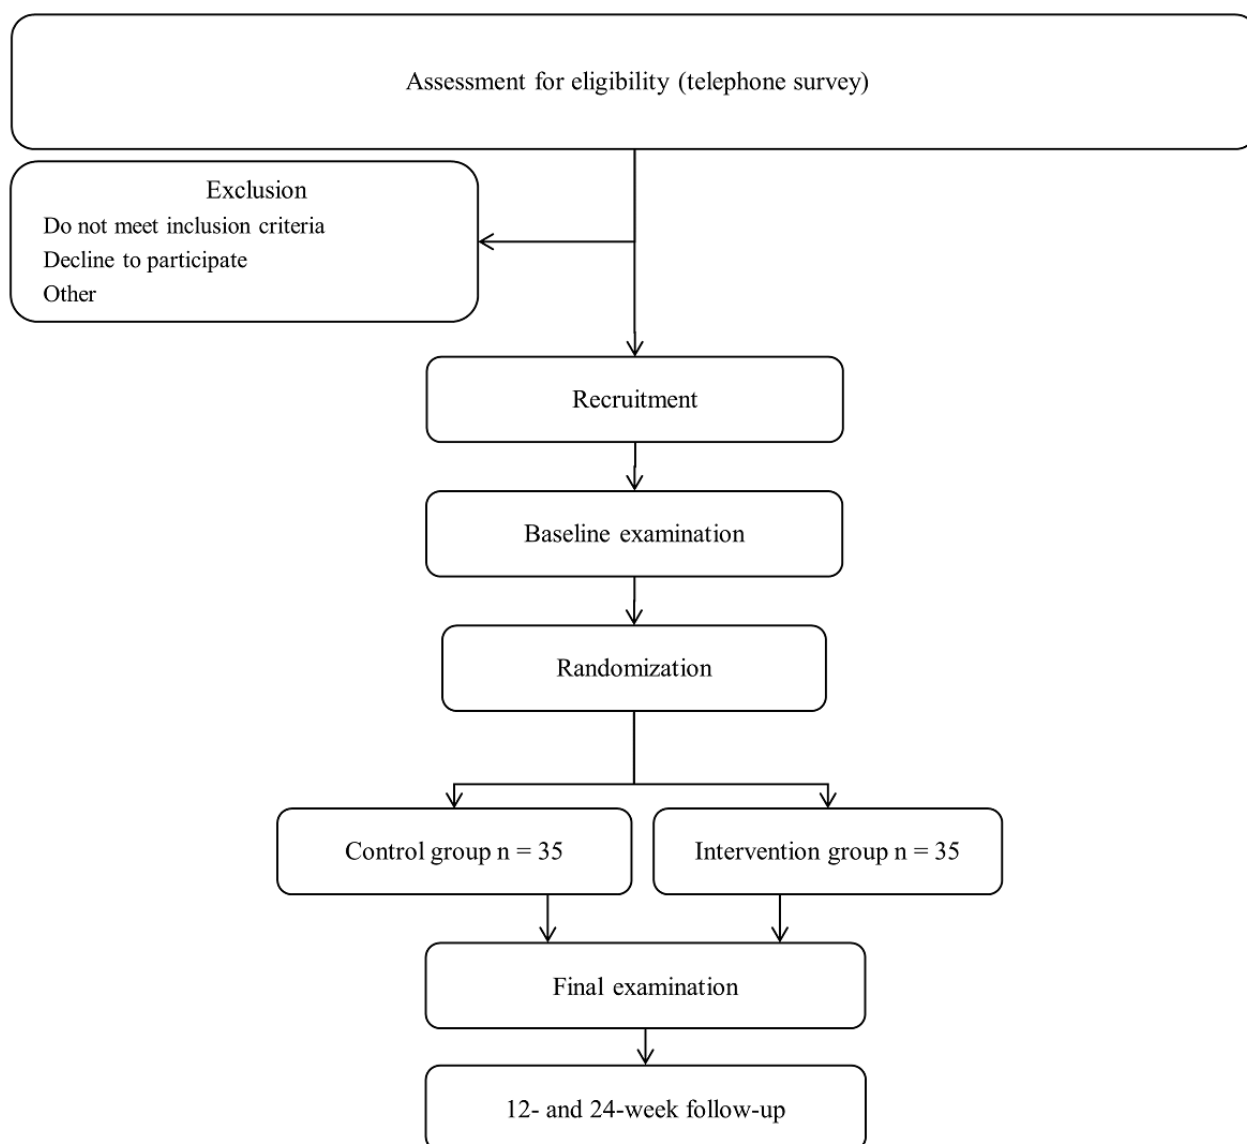 Assessment for eligibility (telephone survey)
Exclusion
Do not meet inclusion criteria
Decline to participate
Other
Recruitment
Baseline examination
Randomization
Control group n = 35
Intervention group n = 35
Final examination
12- and 24-week follow-up